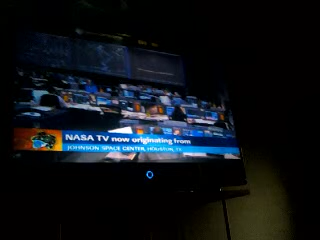 NASA TV now originating from
JOHNSON SPACE CENTER, HOUSTON, TX